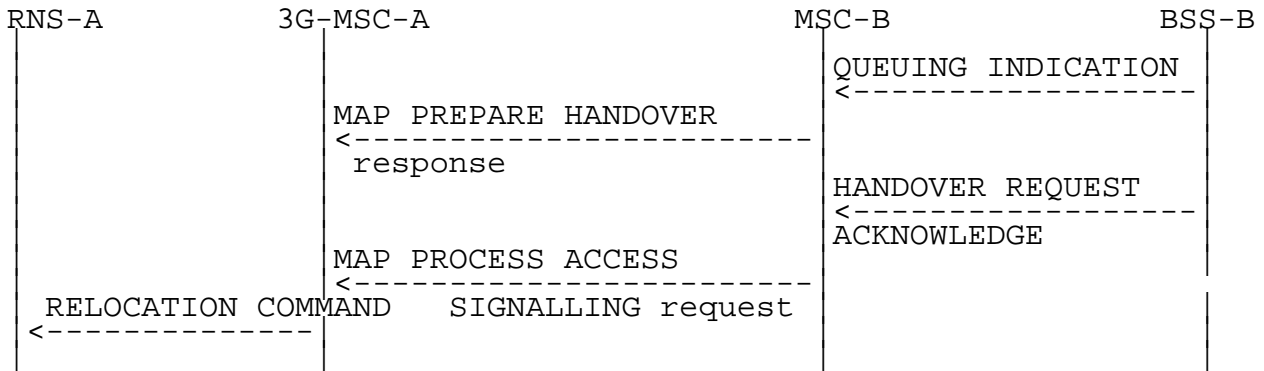 RNS-A 3G-MSC-A MSC-B BSS-B
QUEUING INDICATION
MAP PREPARE HANDOVER
response
HANDOVER REQUEST
ACKNOWLEDGE
MAP PROCESS ACCESS
RELOCATION COMMAND SIGNALLING request